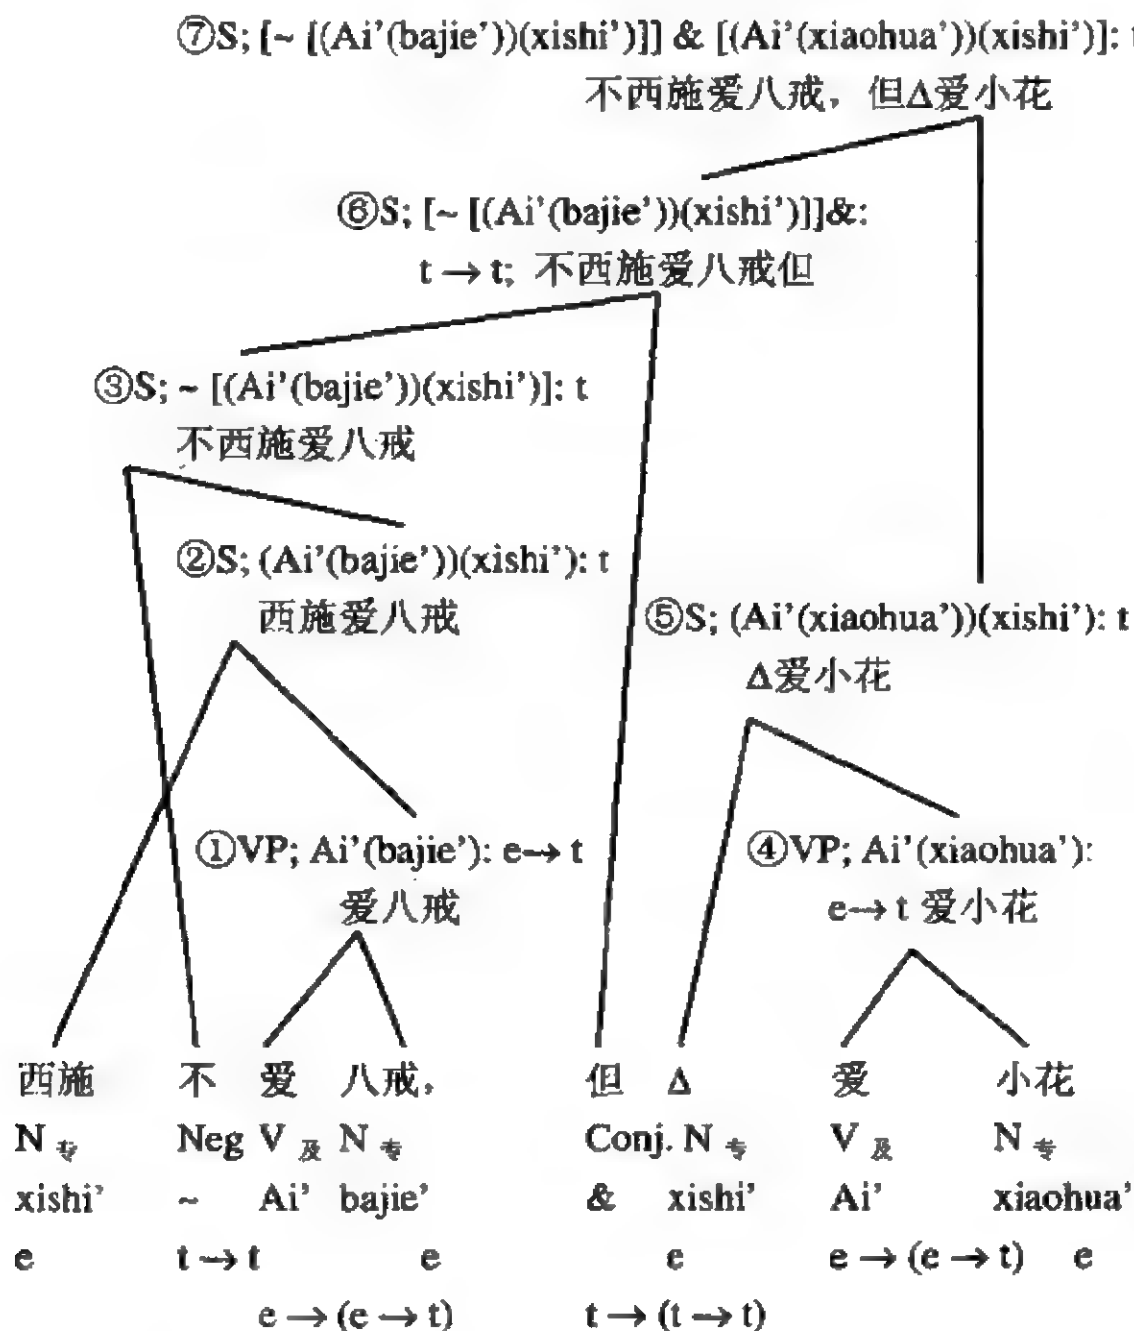 ⑦S; [~ [(Ai’(bajie’))(xishi’)]] & [(Ai’(xiaohua’))(xishi’)]: t
不西施爱八戒，但Δ爱小花
⑥S; [~ [(Ai’(bajie’))(xishi’)]]&:
t → t; 不西施爱八戒但
③S; ~ [(Ai’(bajie’))(xishi’)]: t
不西施爱八戒
②S; (Ai’(bajie’))(xishi’): t
西施爱八戒
⑤S; (Ai’(xiaohua’))(xishi’): t
Δ爱小花
①VP; Ai’(bajie’): e→ t
爱八戒
④VP; Ai’(xiaohua’):
e→ t 爱小花
西施 不 爱 八戒， 但 Δ 爱 小花
N专 Neg V及 N专 Conj. N专 V及 N专
xishi’ ~ Ai’ bajie’ & xishi’ Ai’ xiaohua’
e t→ t e e e → (e → t) e
e → (e → t) t → (t → t)